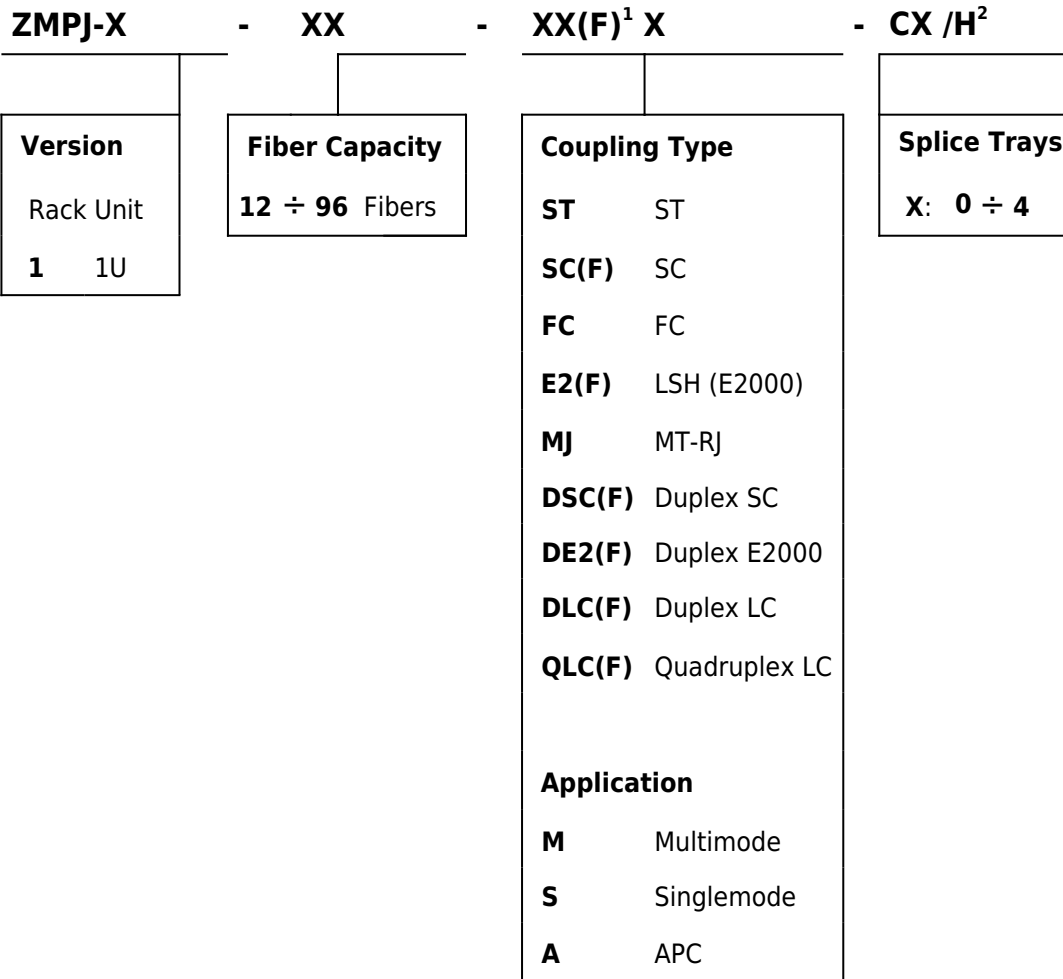 ZMPJ-X - XX - XX(F)¹ X - CX /H²
Version
Rack Unit
1 1U
Fiber Capacity
12 ÷ 96 Fibers
Coupling Type
ST ST
SC(F) SC
FC FC
E2(F) LSH (E2000)
MJ MT-RJ
DSC(F) Duplex SC
DE2(F) Duplex E2000
DLC(F) Duplex LC
QLC(F) Quadruplex LC
Application
M Multimode
S Singlemode
A APC
Splice Trays
X: 0 ÷ 4